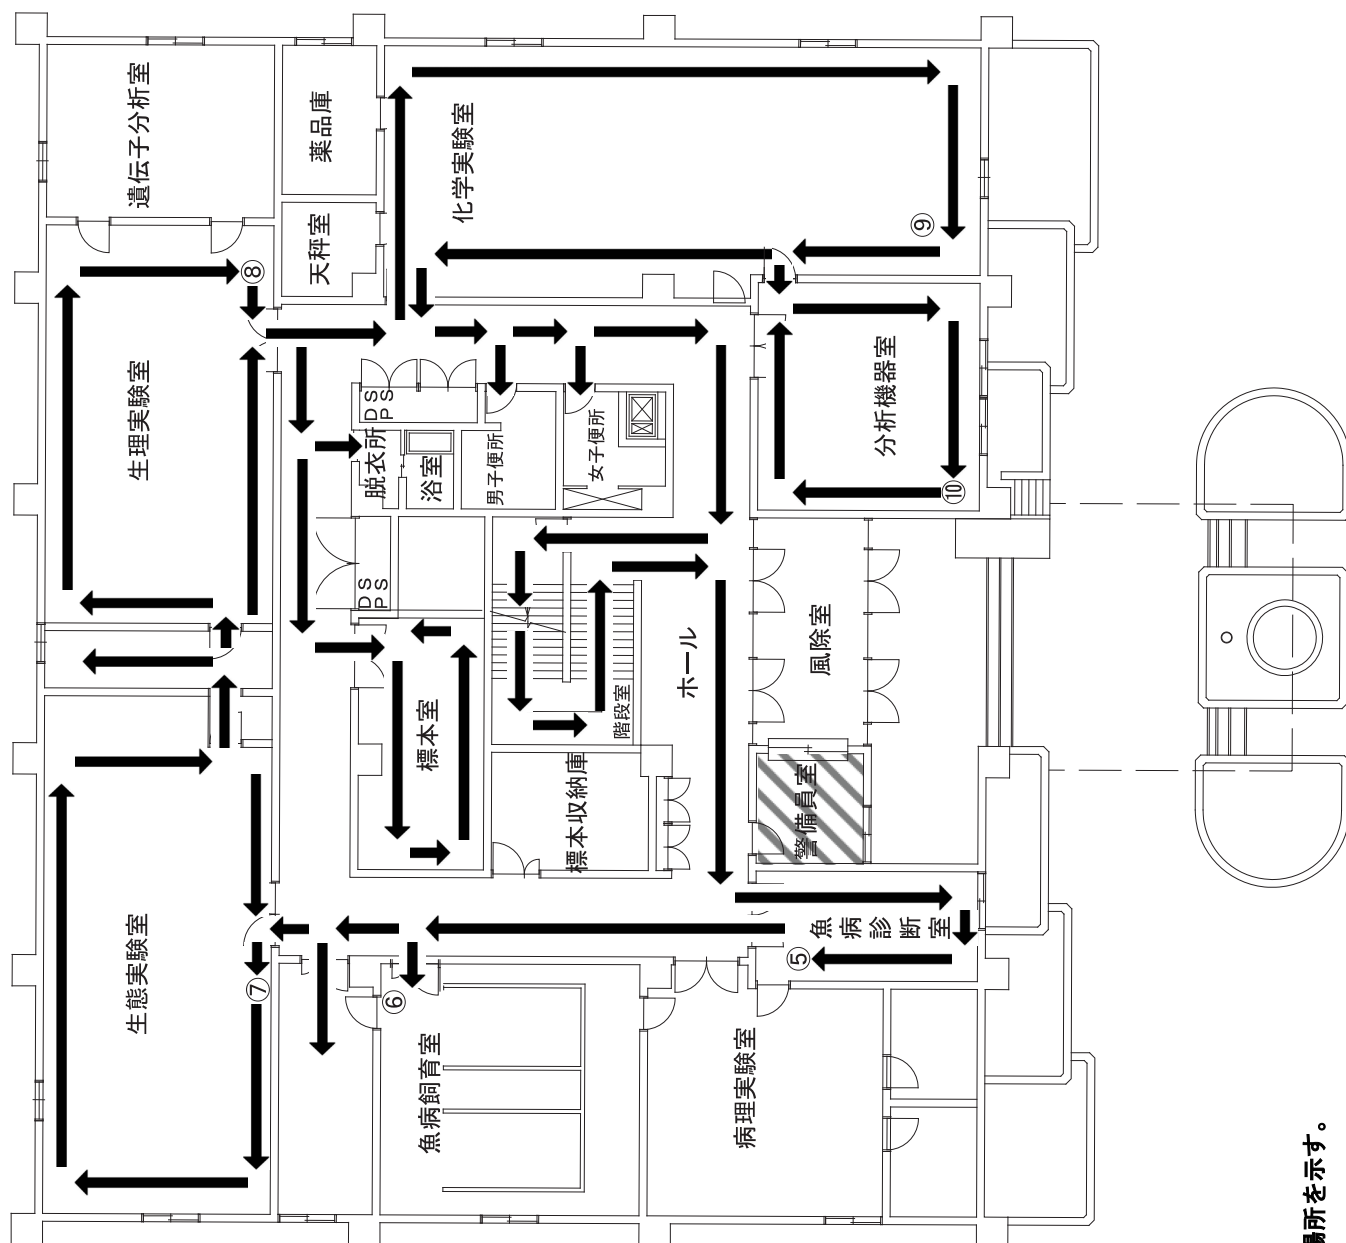 遺伝子分析室
薬品庫
天秤室
化学実験室
⑨
⑧
生理実験室
DS
PS
脱衣所
浴室
男子便所
女子便所
分析機器室
⑩
DS
PS
標本室
階段室
ホール
風除室
標本収納庫
警備員室
生態実験室
⑦
⑥
魚病飼育室
⑤
魚病診断室
病理実験室
場所を示す。